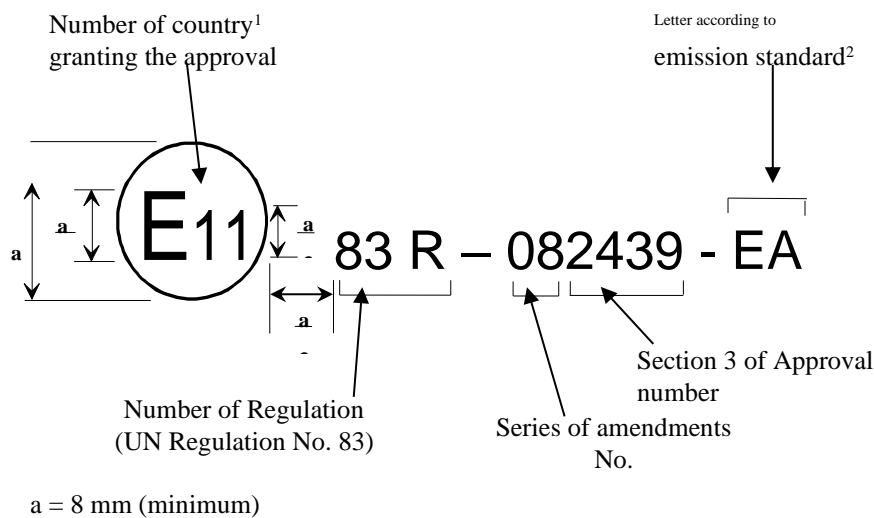 Number of country¹
granting the approval
Letter according to
emission standard²
a
a
E11
a
83 R – 082439 - EA
a
Section 3 of Approval
number
Number of Regulation
(UN Regulation No. 83)
Series of amendments
No.
a = 8 mm (minimum)